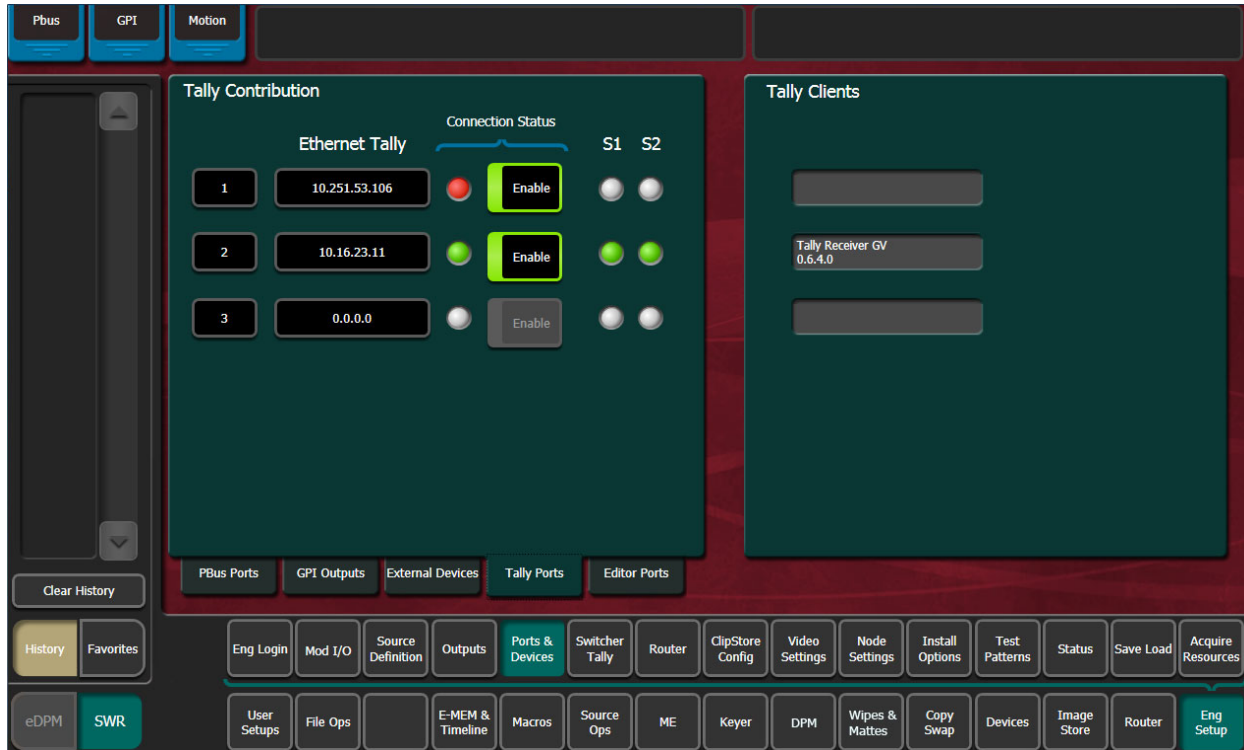 Pbus
GPI
Motion
Tally Contribution
Tally Clients
Connection Status
Ethernet Tally
S1 S2
1
10.251.53.106
Enable
2
10.16.23.11
Enable
Tally Receiver GV
0.6.4.0
3
0.0.0.0
Enable
PBus Ports
GPI Outputs
External Devices
Tally Ports
Editor Ports
Clear History
History
Favorites
Eng Login
Mod I/O
Source
Definition
Outputs
Ports &
Devices
Switcher
Tally
Router
ClipStore
Config
Video
Settings
Node
Settings
Install
Options
Test
Patterns
Status
Save Load
Acquire
Resources
eDPM
SWR
User
Setups
File Ops
E-MEM &
Timeline
Macros
Source
Ops
ME
Keyer
DPM
Wipes &
Mattes
Copy
Swap
Devices
Image
Store
Router
Eng
Setup